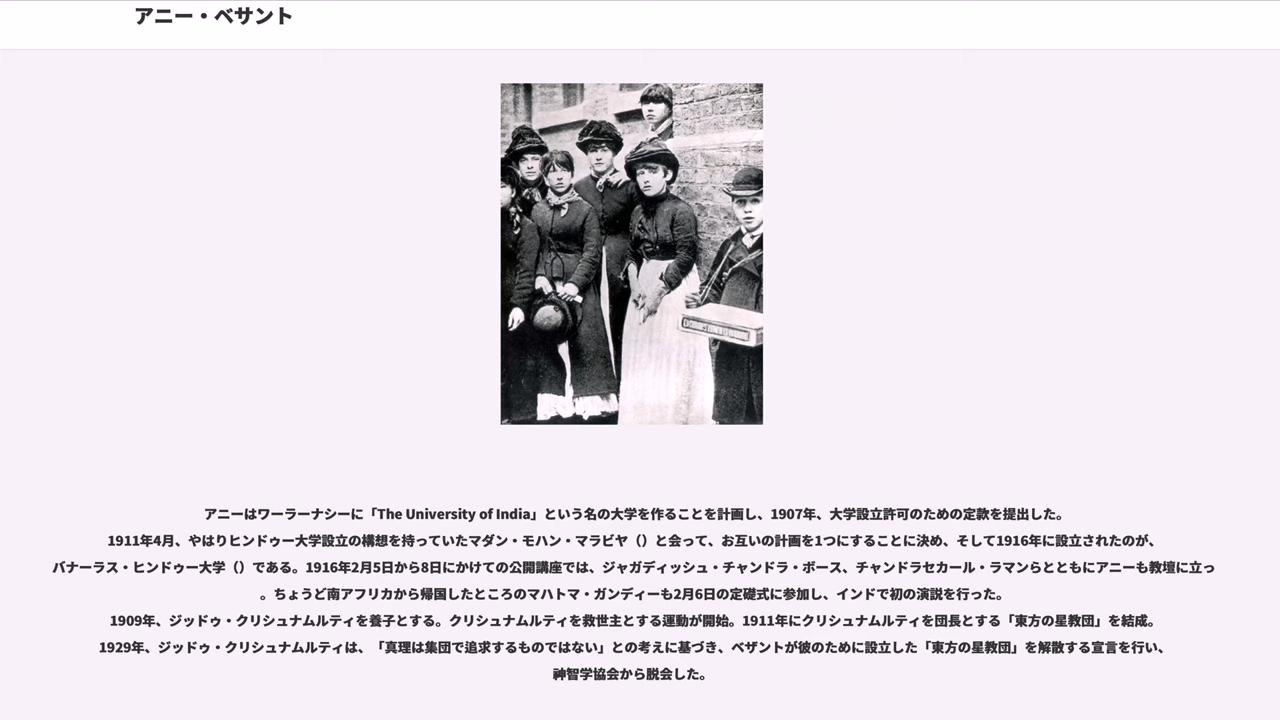 アニー・ベサント
アニーはワーラーナシーに「The University of India」という名の大学を作ることを計画し、1907年、大学設立許可のための定款を提出した。
1911年4月、やはりヒンドゥー大学設立の構想を持っていたマダン・モハン・マラビヤ（）と会って、お互いの計画を1つにすることに決め、そして1916年に設立されたのが、
バナーラス・ヒンドゥー大学（）である。1916年2月5日から8日にかけての公開講座では、ジャガディッシュ・チャンドラ・ボース、チャンドラセカール・ラマンらとともにアニーも教壇に立っ
。ちょうど南アフリカから帰国したところのマハトマ・ガンディーも2月6日の定礎式に参加し、インドで初の演説を行った。
1909年、ジッドゥ・クリシュナムルティを養子とする。クリシュナムルティを救世主とする運動が開始。1911年にクリシュナムルティを団長とする「東方の星教団」を結成。
1929年、ジッドゥ・クリシュナムルティは、「真理は集団で追求するものではない」との考えに基づき、ベザントが彼のために設立した「東方の星教団」を解散する宣言を行い、
神智学協会から脱会した。